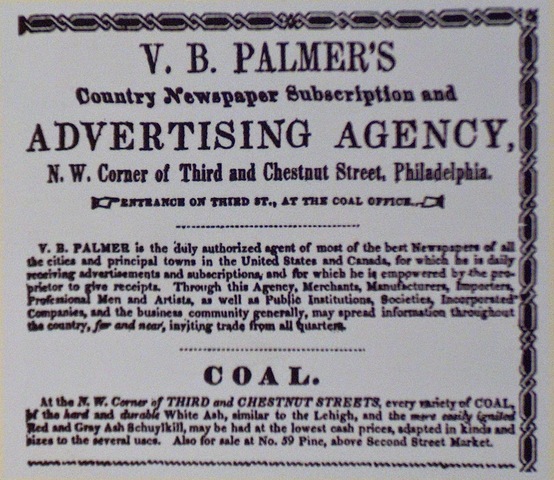 V. B. PALMER'S
Country Newspaper Subscription and
ADVERTISING AGENCY,
N. W. Corner of Third and Chestnut Street, Philadelphia.
ENTRANCE ON THIRD ST., AT THE COAL OFFICE.
V. B. PALMER is the duly authorized agent of most of the best Newspapers of all
the cities and principal towns in the United States and Canada, for which he is daily
receiving advertisements and subscriptions, and for which he is empowered by the pro-
prietor to give receipts. Through this Agency, Merchants, Manufacturers, Importers,
Professional Men and Artists, as well as Public Institutions, Societies, Incorporated
Companies, and the business community generally, may spread information throughout
the country, far and near, inviting trade from all quarters.
COAL.
At the N. W. Corner of THIRD and CHESTNUT STREETS, every variety of COAL,
of the hard and durable White Ash, similar to the Lehigh, and the more easily ignited
Red and Gray Ash Schuylkill, may be had at the lowest cash prices, adapted in kinds and
sizes to the several uses. Also for sale at No. 59 Pine, above Second Street Market.